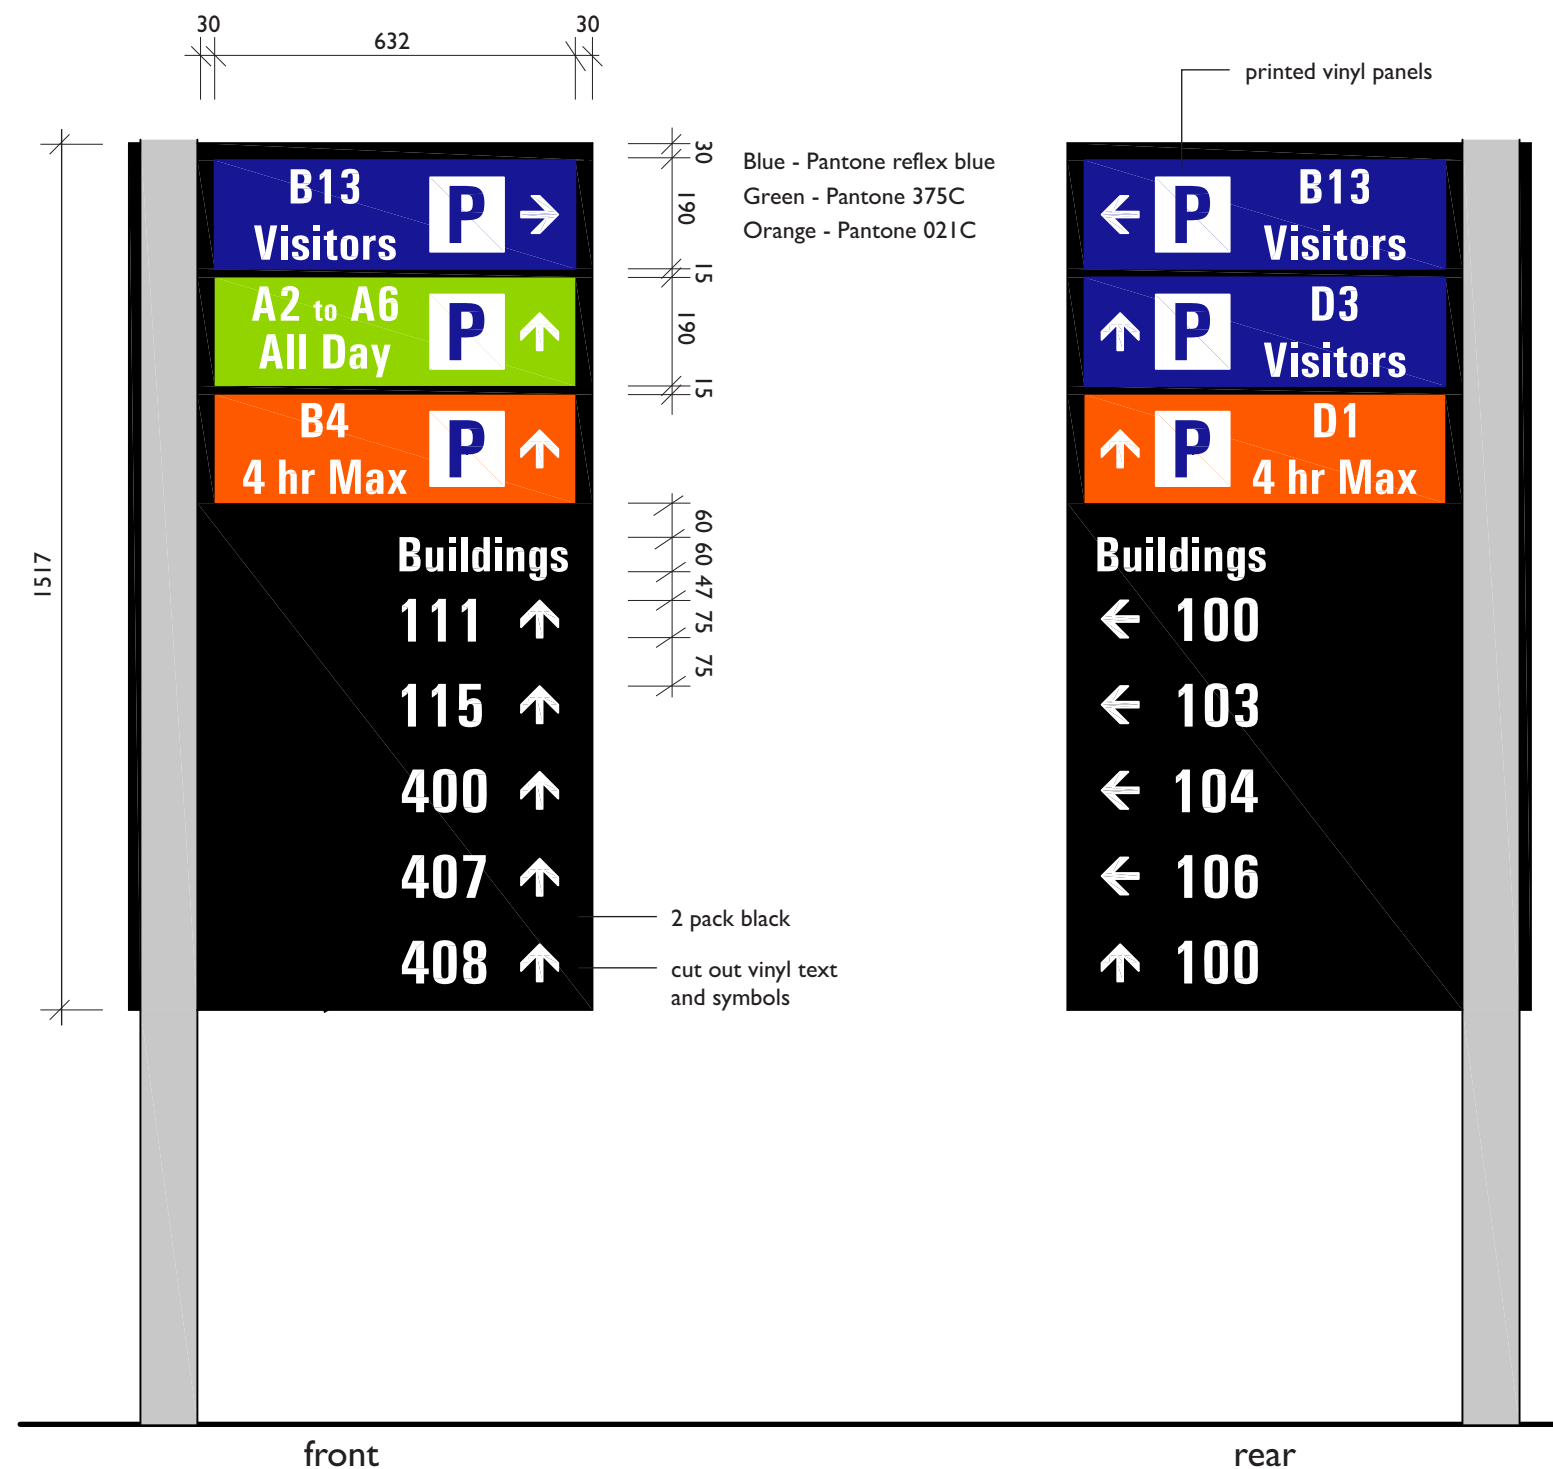 30
632
30
printed vinyl panels
1517
B13
Visitors
P
→
A2 to A6
All Day
P
↑
B4
4 hr Max
P
↑
Buildings
111 ↑
115 ↑
400 ↑
407 ↑
408 ↑
30
190
15
190
15
60
60
47
75
75
Blue - Pantone reflex blue
Green - Pantone 375C
Orange - Pantone 021C
2 pack black
cut out vinyl text
and symbols
← P
B13
Visitors
↑ P
D3
Visitors
↑ P
D1
4 hr Max
Buildings
← 100
← 103
← 104
← 106
↑ 100
front
rear